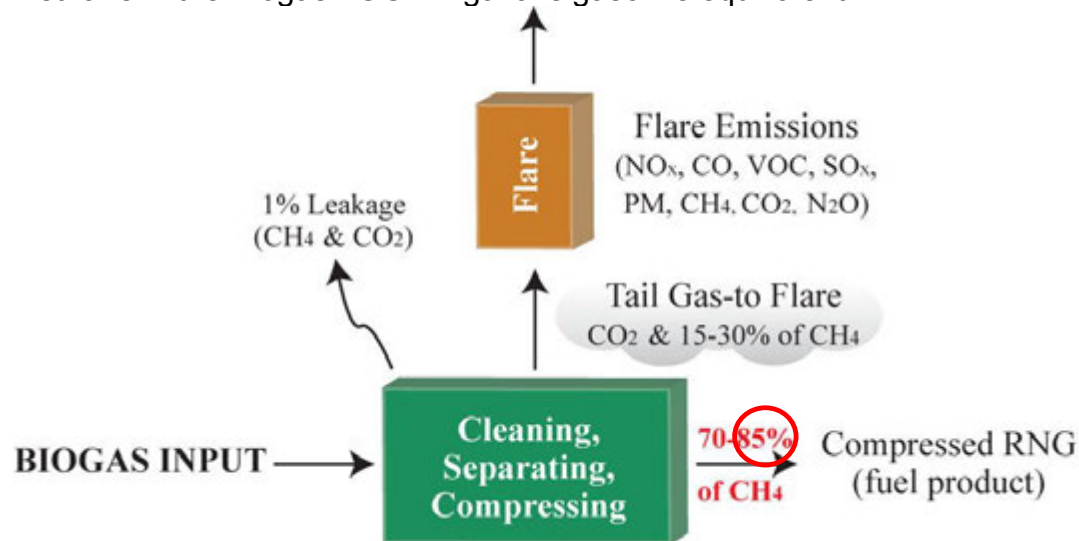 Flare
Flare Emissions
(NOx, CO, VOC, SOx,
PM, CH4, CO2, N2O)
1% Leakage
(CH4 & CO2)
Tail Gas-to Flare
CO2 & 15-30% of CH4
BIOGAS INPUT
Cleaning,
Separating,
Compressing
70-85%
of CH4
Compressed RNG
(fuel product)